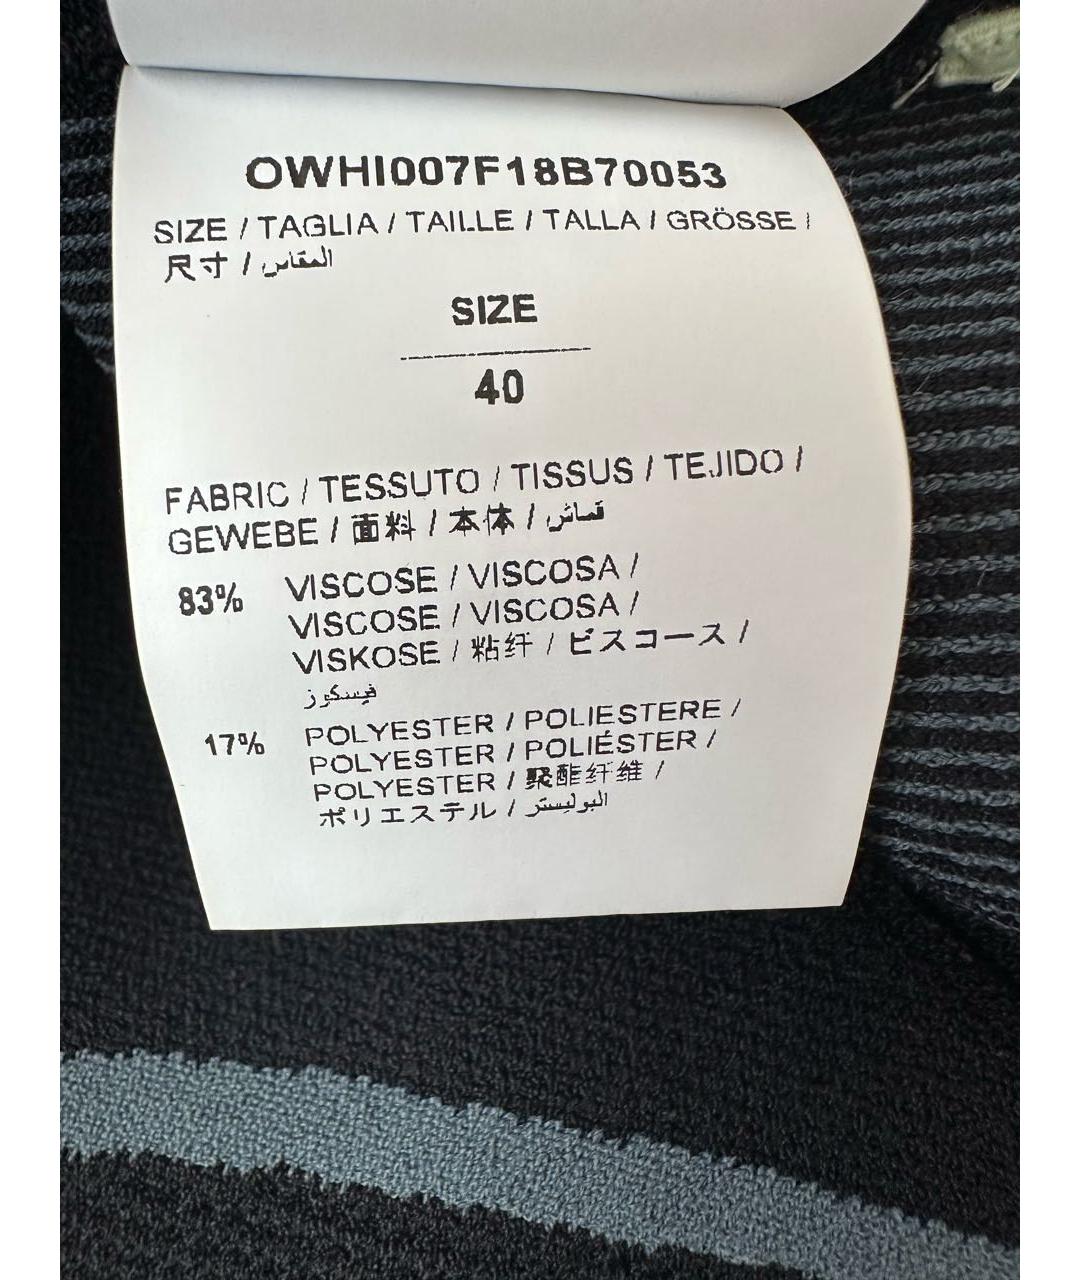 OWHI007F18B70053
SIZE / TAGLIA / TAILLE / TALLA / GRÖSSE /
尺寸 / المقاس
SIZE
40
FABRIC / TESSUTO / TISSUS / TEJIDO /
GEWEBE / 面料 / 本体 / قماش
83% VISCOSE / VISCOSA /
VISCOSE / VISCOSA /
VISKOSE / 粘纤 / ビスコース /
فيسكوز
17% POLYESTER / POLIESTERE /
POLYESTER / POLIÉSTER /
POLYESTER / 聚酯纤维 /
ポリエステル / البوليستر